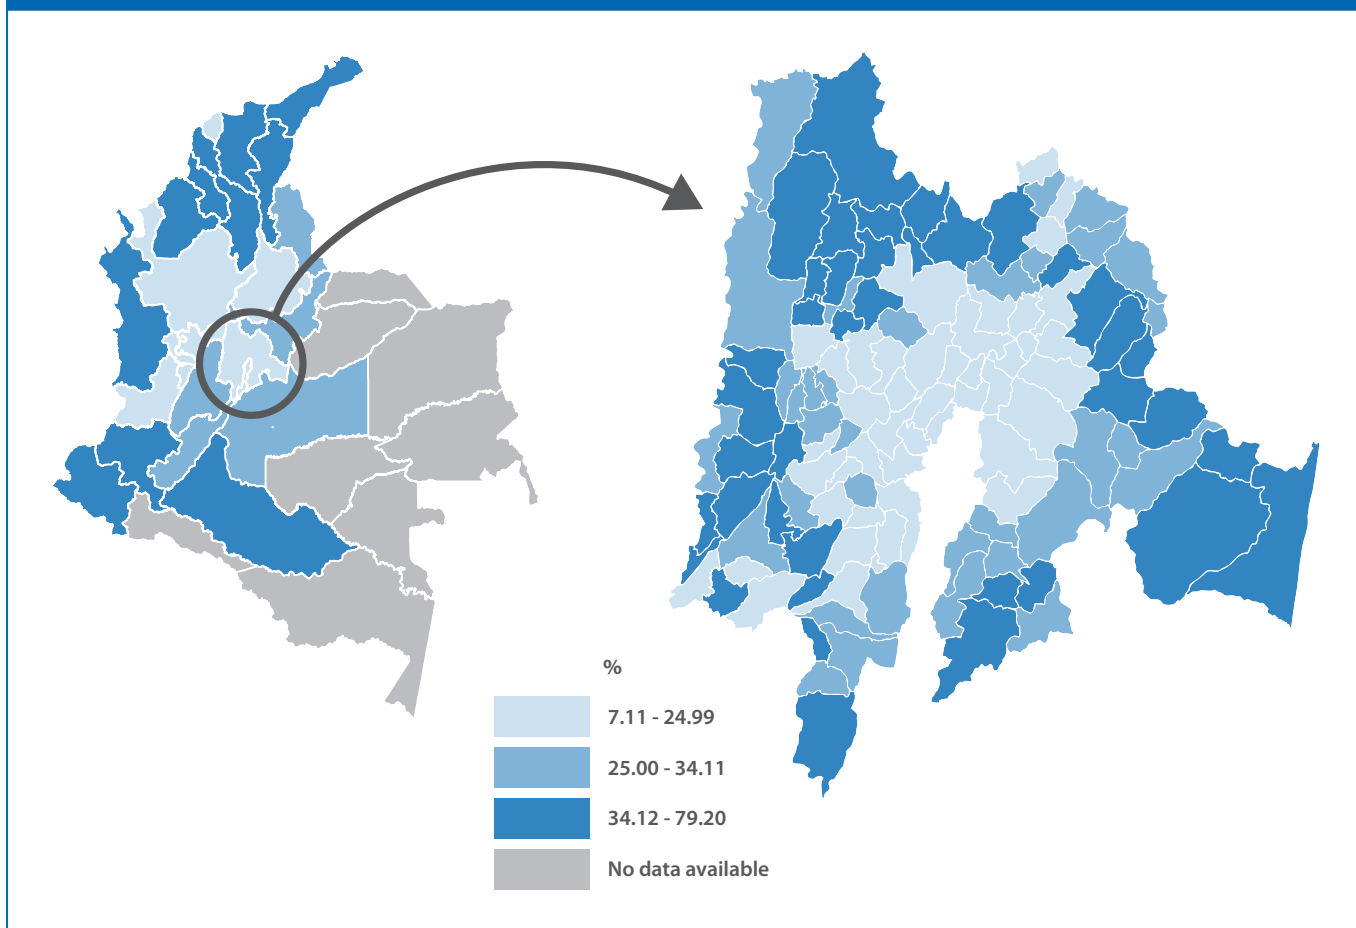 %
7.11 - 24.99
25.00 - 34.11
34.12 - 79.20
No data available